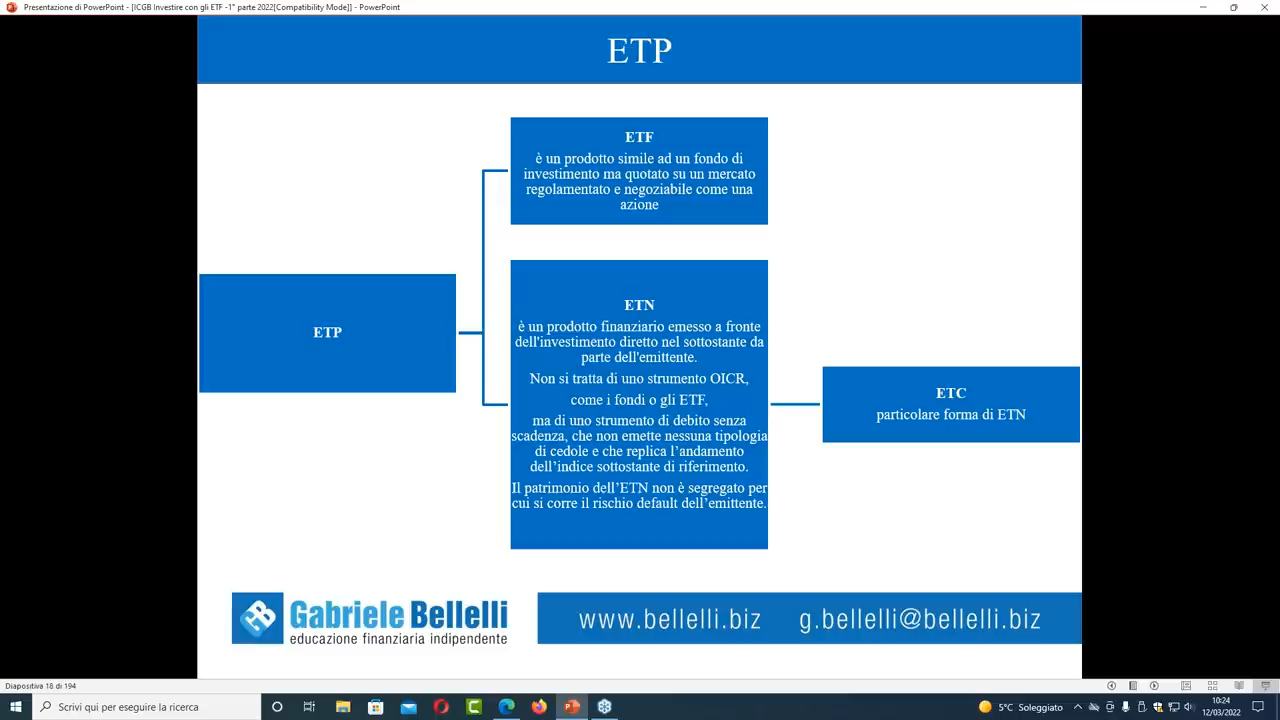 Presentazione di PowerPoint - [ICGB Investire con gli ETF -1° parte 2022[Compatibility Mode]] - PowerPoint
ETP
ETF
è un prodotto simile ad un fondo di
investimento ma quotato su un mercato
regolamentato e negoziabile come una
azione
ETP
ETN
è un prodotto finanziario emesso a fronte
dell'investimento diretto nel sottostante da
parte dell'emittente.
Non si tratta di uno strumento OICR,
come i fondi o gli ETF,
ma di uno strumento di debito senza
scadenza, che non emette nessuna tipologia
di cedole e che replica l’andamento
dell’indice sottostante di riferimento.
Il patrimonio dell’ETN non è segregato per
cui si corre il rischio default dell’emittente.
ETC
particolare forma di ETN
Gabriele Bellelli
educazione finanziaria indipendente
www.bellelli.biz g.bellelli@bellelli.biz
Diapositiva 18 di 194
Scrivi qui per eseguire la ricerca
5°C Soleggiato
10:24
12/03/2022